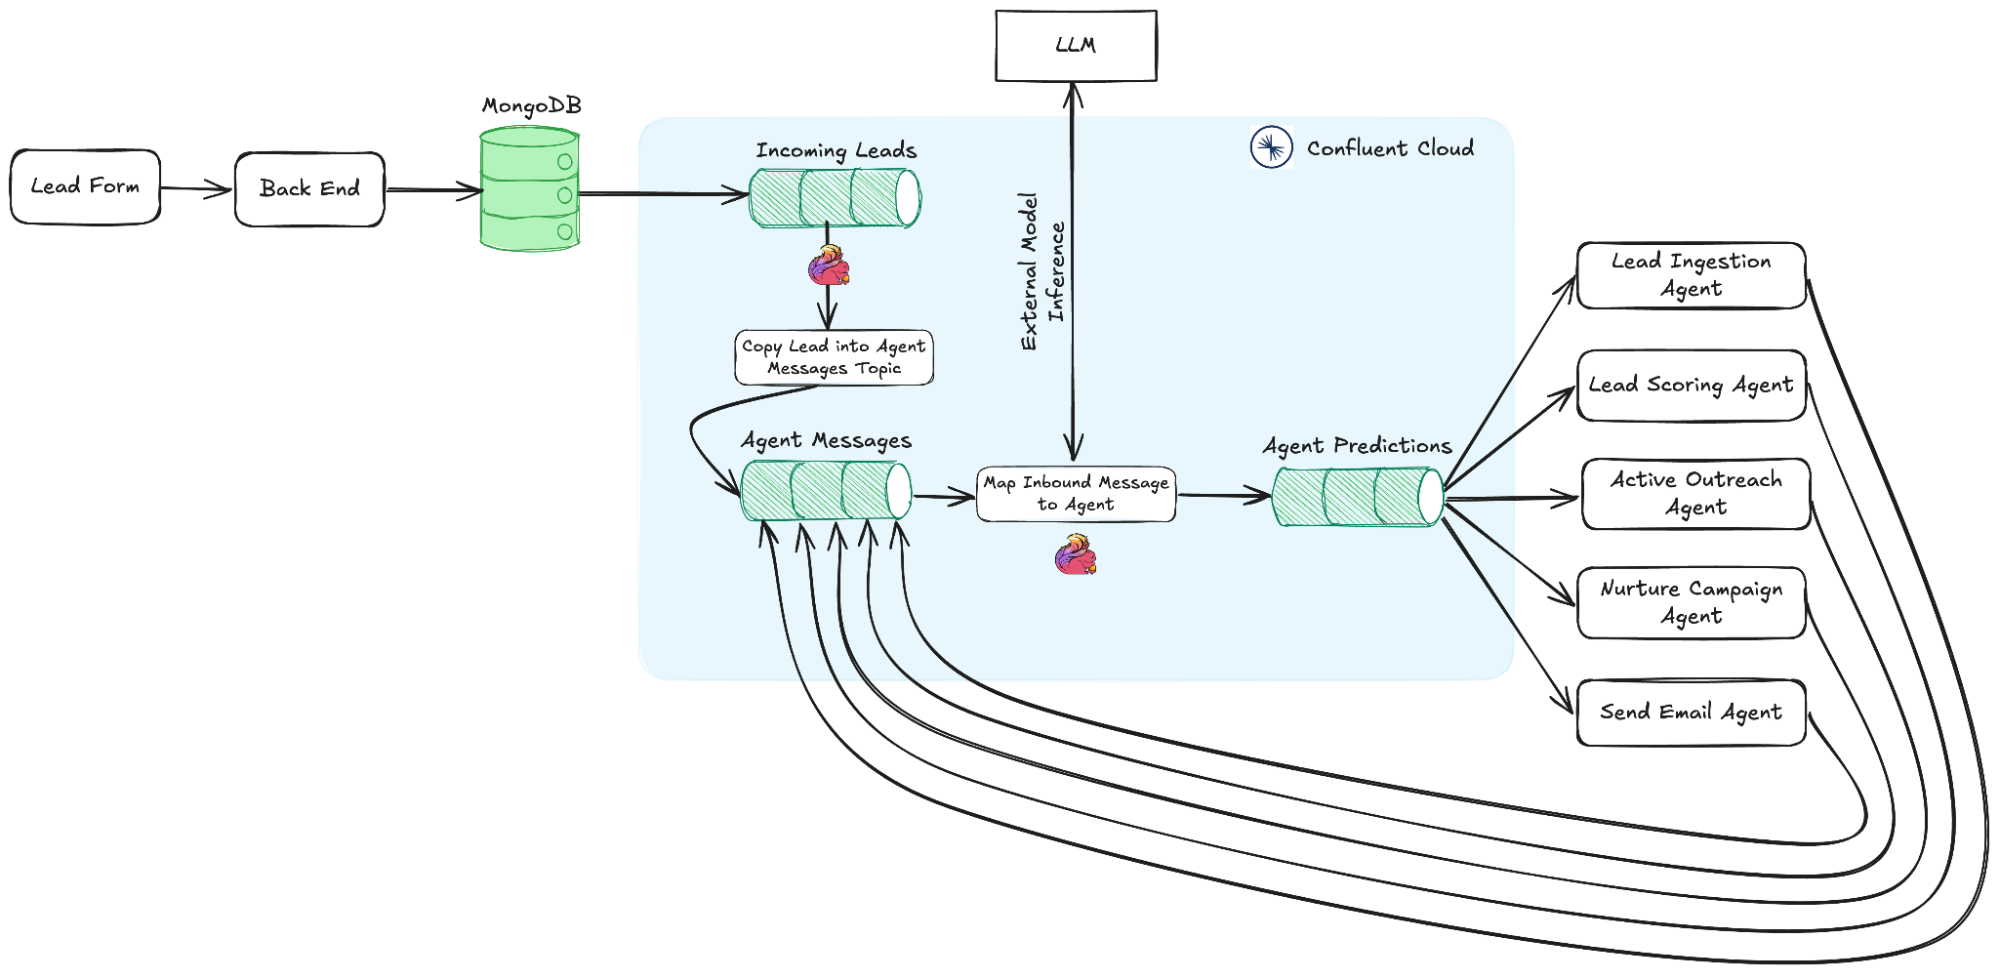 LLM
MongoDB
Lead Form
Back End
Incoming Leads
Confluent Cloud
External Model
Inference
Copy Lead into Agent
Messages Topic
Agent Messages
Map Inbound Message
to Agent
Agent Predictions
Lead Ingestion
Agent
Lead Scoring Agent
Active Outreach
Agent
Nurture Campaign
Agent
Send Email Agent